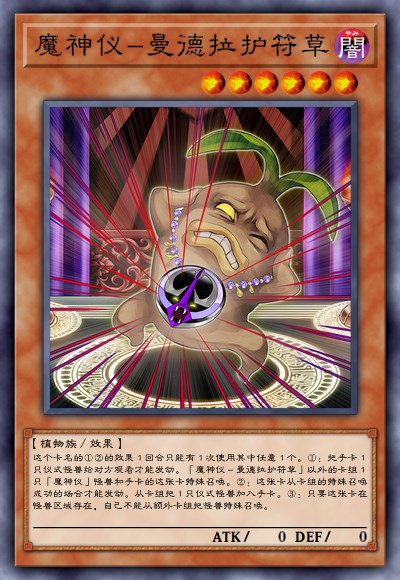 魔神仪-曼德拉护符草
やみ
闇
【植物族/效果】
这个卡名的①②的效果1回合只能有1次使用其中任意1个。①:把手卡1
只仪式怪兽给对方观看才能发动。「魔神仪-曼德拉护符草」以外的卡组1
只「魔神仪」怪兽和手卡的这张卡特殊召唤。②:这张卡从卡组的特殊召唤
成功的场合才能发动。从卡组把1只仪式怪兽加入手卡。③:只要这张卡在
怪兽区域存在,自己不能从额外卡组把怪兽特殊召唤。
ATK/ 0 DEF/ 0